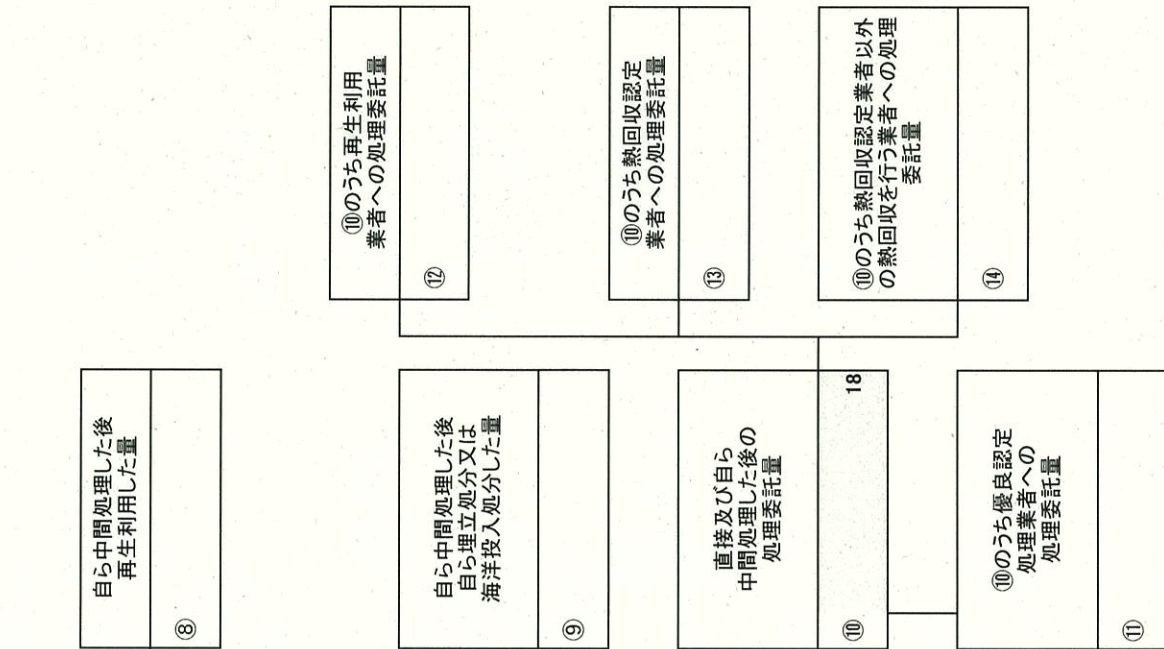 自ら中間処理した後
再生利用した量
⑧
自ら中間処理した後
自ら埋立処分又は
海洋投入処分した量
⑨
直接及び自ら
中間処理した後の
処理委託量
⑩
18
⑩のうち優良認定
処理業者への
処理委託量
⑪
⑩のうち再生利用
業者への処理委託量
⑫
⑩のうち熱回収認定
業者への処理委託量
⑬
⑩のうち熱回収認定業者以外
の熱回収を行う業者への処理
委託量
⑭